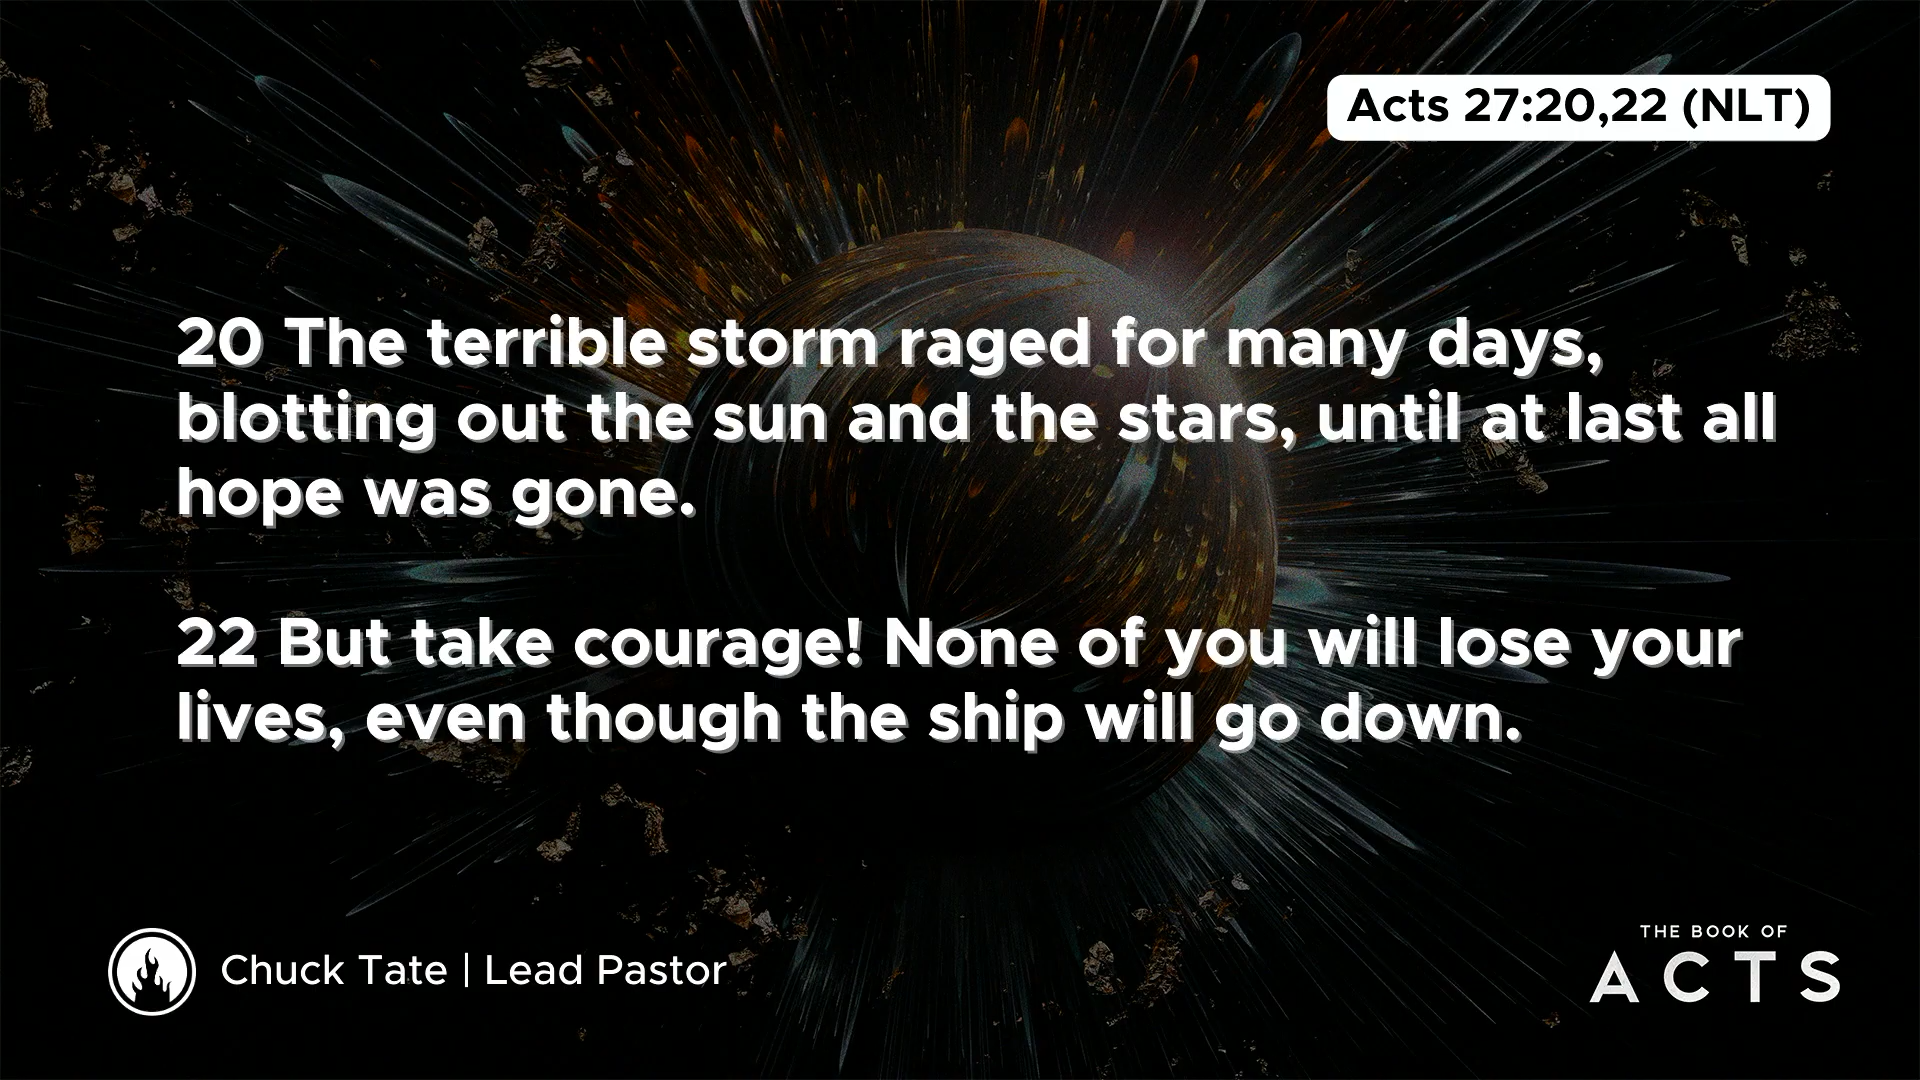 Acts 27:20,22 (NLT)
20 The terrible storm raged for many days,
blotting out the sun and the stars, until at last all
hope was gone.
22 But take courage! None of you will lose your
lives, even though the ship will go down.
Chuck Tate | Lead Pastor
THE BOOK OF
ACTS